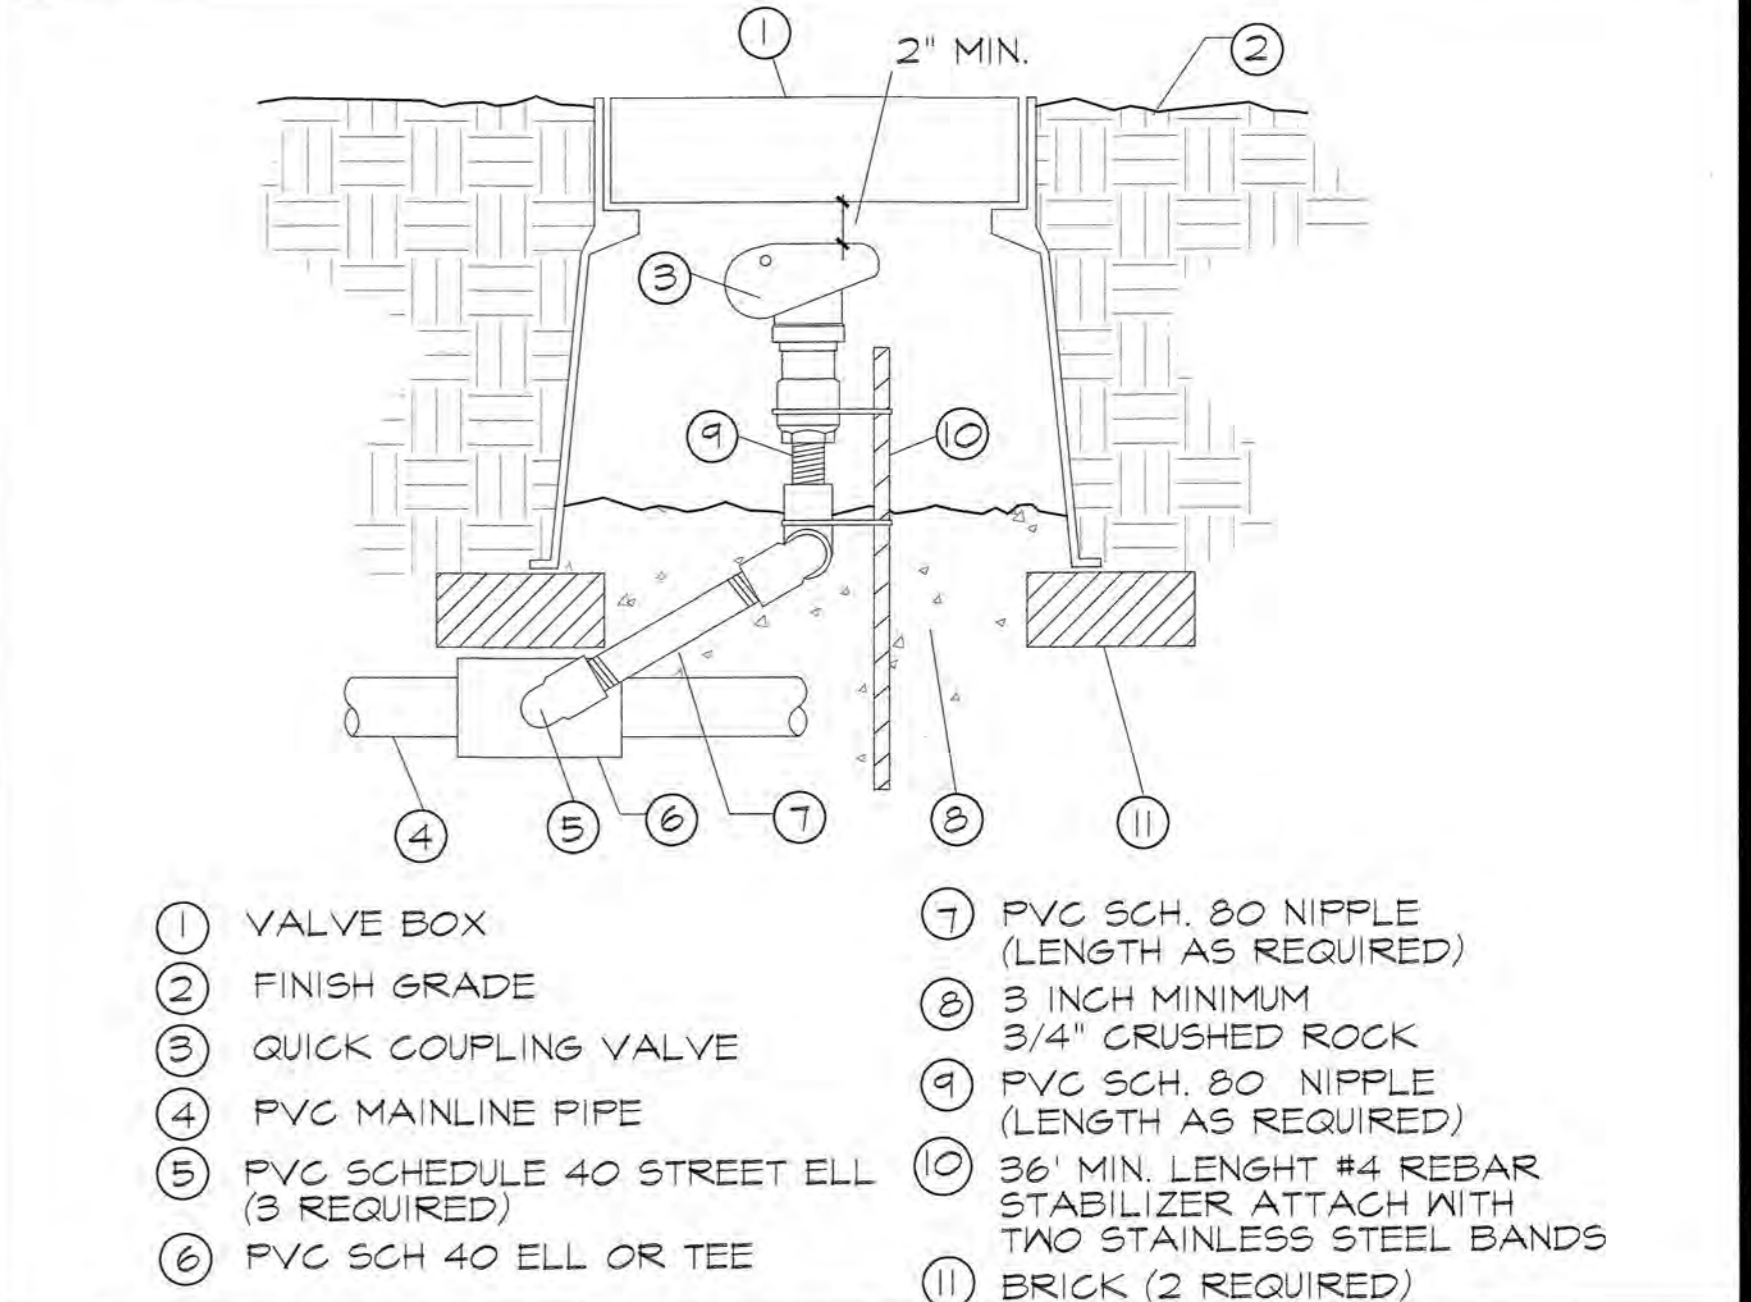 1
2" MIN.
2
3
9
10
4
5
6
7
8
11
1 VALVE BOX
2 FINISH GRADE
3 QUICK COUPLING VALVE
4 PVC MAINLINE PIPE
5 PVC SCHEDULE 40 STREET ELL
(3 REQUIRED)
6 PVC SCH 40 ELL OR TEE
7 PVC SCH. 80 NIPPLE
(LENGTH AS REQUIRED)
8 3 INCH MINIMUM
3/4" CRUSHED ROCK
9 PVC SCH. 80 NIPPLE
(LENGTH AS REQUIRED)
10 36' MIN. LENGHT #4 REBAR
STABILIZER ATTACH WITH
TWO STAINLESS STEEL BANDS
11 BRICK (2 REQUIRED)